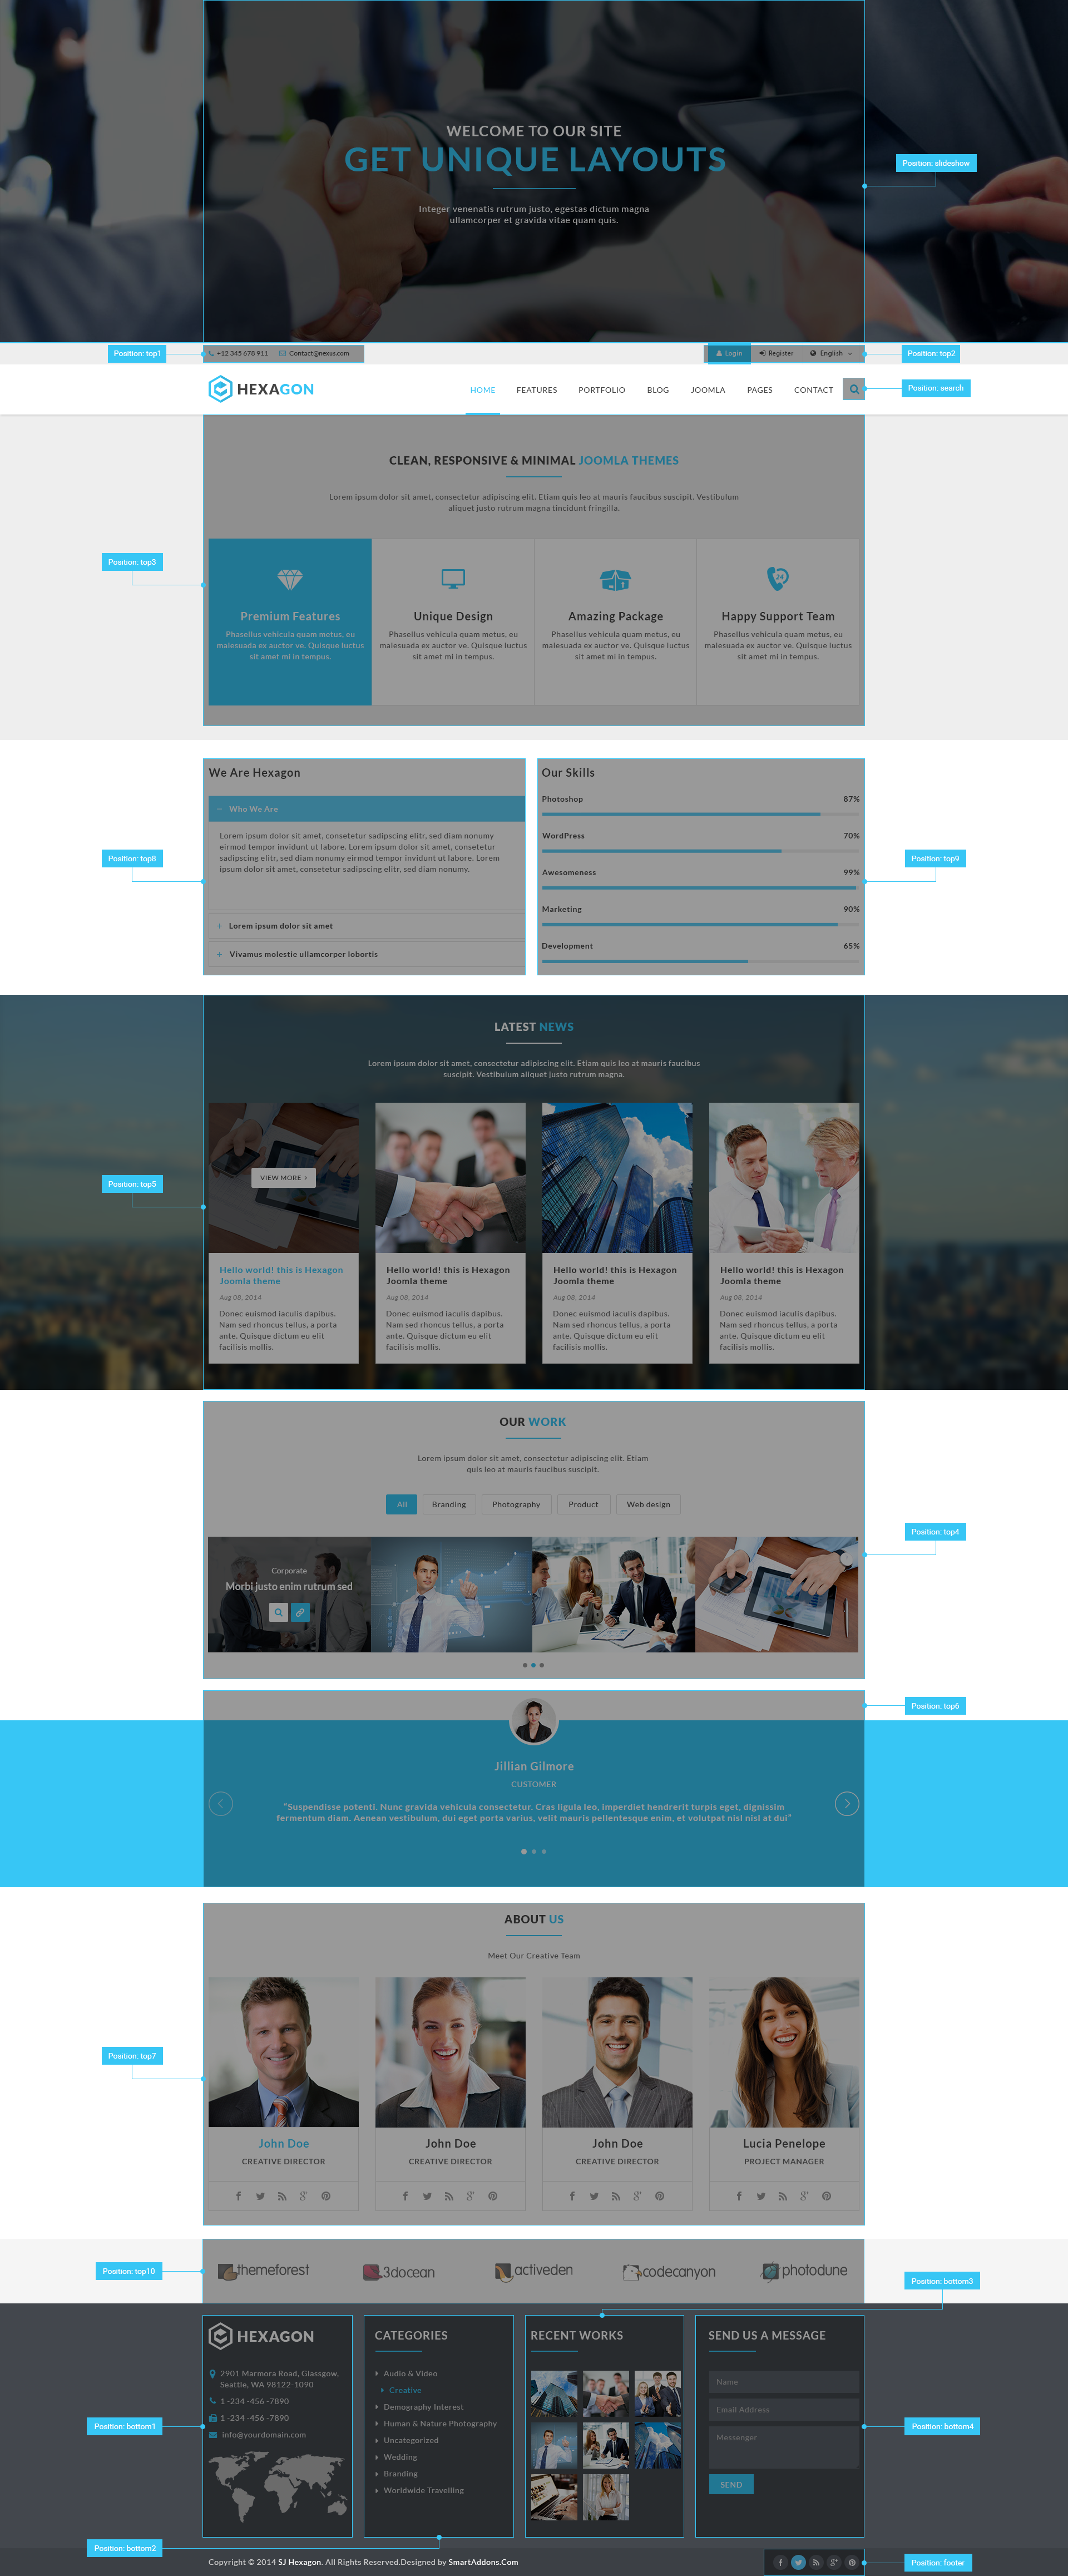 WELCOME TO OUR SITE
GET UNIQUE LAYOUTS
Position: slideshow
Integer venenatis rutrum justo, egestas dictum magna
ullamcorper et gravida vitae quam quis.
Position: top1
+12 345 678 911
Contact@nexus.com
Login
Register
English
Position: top2
HEXAGON
HOME
FEATURES
PORTFOLIO
BLOG
JOOMLA
PAGES
CONTACT
Position: search
CLEAN, RESPONSIVE & MINIMAL JOOMLA THEMES
Lorem ipsum dolor sit amet, consectetur adipiscing elit. Etiam quis leo at mauris faucibus suscipit. Vestibulum
aliquet justo rutrum magna tincidunt fringilla.
Position: top3
24
Premium Features
Phasellus vehicula quam metus, eu
malesuada ex auctor ve. Quisque luctus
sit amet mi in tempus.
Unique Design
Phasellus vehicula quam metus, eu
malesuada ex auctor ve. Quisque luctus
sit amet mi in tempus.
Amazing Package
Phasellus vehicula quam metus, eu
malesuada ex auctor ve. Quisque luctus
sit amet mi in tempus.
Happy Support Team
Phasellus vehicula quam metus, eu
malesuada ex auctor ve. Quisque luctus
sit amet mi in tempus.
We Are Hexagon
Who We Are
Lorem ipsum dolor sit amet, consetetur sadipscing elitr, sed diam nonumy
eirmod tempor invidunt ut labore. Lorem ipsum dolor sit amet, consetetur
sadipscing elitr, sed diam nonumy eirmod tempor invidunt ut labore. Lorem
ipsum dolor sit amet, consetetur sadipscing elitr, sed diam nonumy.
Lorem ipsum dolor sit amet
Vivamus molestie ullamcorper lobortis
Position: top8
Our Skills
Photoshop 87%
WordPress 70%
Awesomeness 99%
Marketing 90%
Development 65%
Position: top9
LATEST NEWS
Lorem ipsum dolor sit amet, consectetur adipiscing elit. Etiam quis leo at mauris faucibus
suscipit. Vestibulum aliquet justo rutrum magna.
Position: top5
VIEW MORE
Hello world! this is Hexagon
Joomla theme
Aug 08, 2014
Donec euismod iaculis dapibus.
Nam sed rhoncus tellus, a porta
ante. Quisque dictum eu elit
facilisis mollis.
Hello world! this is Hexagon
Joomla theme
Aug 08, 2014
Donec euismod iaculis dapibus.
Nam sed rhoncus tellus, a porta
ante. Quisque dictum eu elit
facilisis mollis.
Hello world! this is Hexagon
Joomla theme
Aug 08, 2014
Donec euismod iaculis dapibus.
Nam sed rhoncus tellus, a porta
ante. Quisque dictum eu elit
facilisis mollis.
Hello world! this is Hexagon
Joomla theme
Aug 08, 2014
Donec euismod iaculis dapibus.
Nam sed rhoncus tellus, a porta
ante. Quisque dictum eu elit
facilisis mollis.
OUR WORK
Lorem ipsum dolor sit amet, consectetur adipiscing elit. Etiam
quis leo at mauris faucibus suscipit.
All
Branding
Photography
Product
Web design
Position: top4
Corporate
Morbi justo enim rutrum sed
Position: top6
Jillian Gilmore
CUSTOMER
“Suspendisse potenti. Nunc gravida vehicula consectetur. Cras ligula leo, imperdiet hendrerit turpis eget, dignissim
fermentum diam. Aenean vestibulum, dui eget porta varius, velit mauris pellentesque enim, et volutpat nisl nisl at dui”
ABOUT US
Meet Our Creative Team
Position: top7
John Doe
CREATIVE DIRECTOR
John Doe
CREATIVE DIRECTOR
John Doe
CREATIVE DIRECTOR
Lucia Penelope
PROJECT MANAGER
Position: top10
themeforest
3docean
activeden
codecanyon
photodune
Position: bottom3
HEXAGON
2901 Marmora Road, Glassgow,
Seattle, WA 98122-1090
1 -234 -456 -7890
1 -234 -456 -7890
info@yourdomain.com
Position: bottom1
CATEGORIES
Audio & Video
Creative
Demography Interest
Human & Nature Photography
Uncategorized
Wedding
Branding
Worldwide Travelling
Position: bottom2
RECENT WORKS
SEND US A MESSAGE
Name
Email Address
Messenger
SEND
Position: bottom4
Copyright © 2014 SJ Hexagon. All Rights Reserved.Designed by SmartAddons.Com
Position: footer